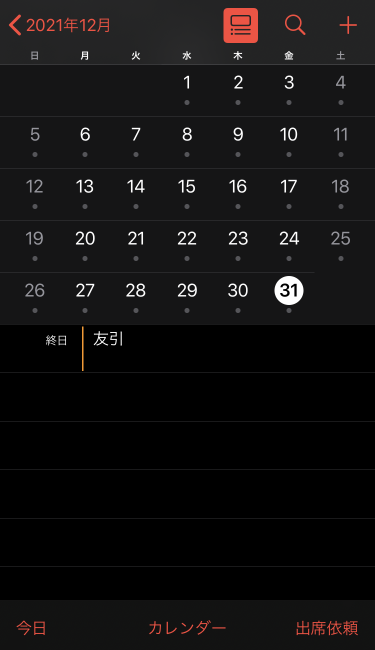 2021年12月
日 月 火 水 木 金 土
1 2 3 4
5 6 7 8 9 10 11
12 13 14 15 16 17 18
19 20 21 22 23 24 25
26 27 28 29 30 31
終日 友引
今日 カレンダー 出席依頼